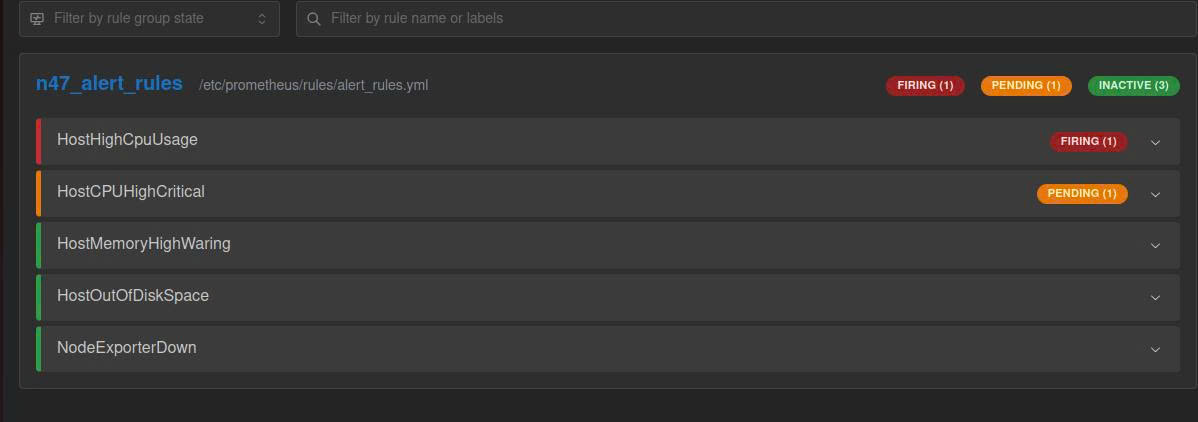 Filter by rule group state
Filter by rule name or labels
n47_alert_rules /etc/prometheus/rules/alert_rules.yml FIRING (1) PENDING (1) INACTIVE (3)
HostHighCpuUsage FIRING (1)
HostCPUHighCritical PENDING (1)
HostMemoryHighWaring
HostOutOfDiskSpace
NodeExporterDown